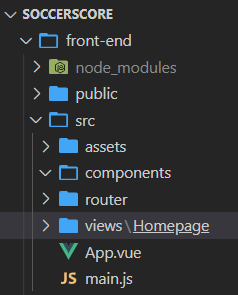 SOCCERSCORE
front-end
node_modules
public
src
assets
components
router
views\Homepage
App.vue
JS main.js